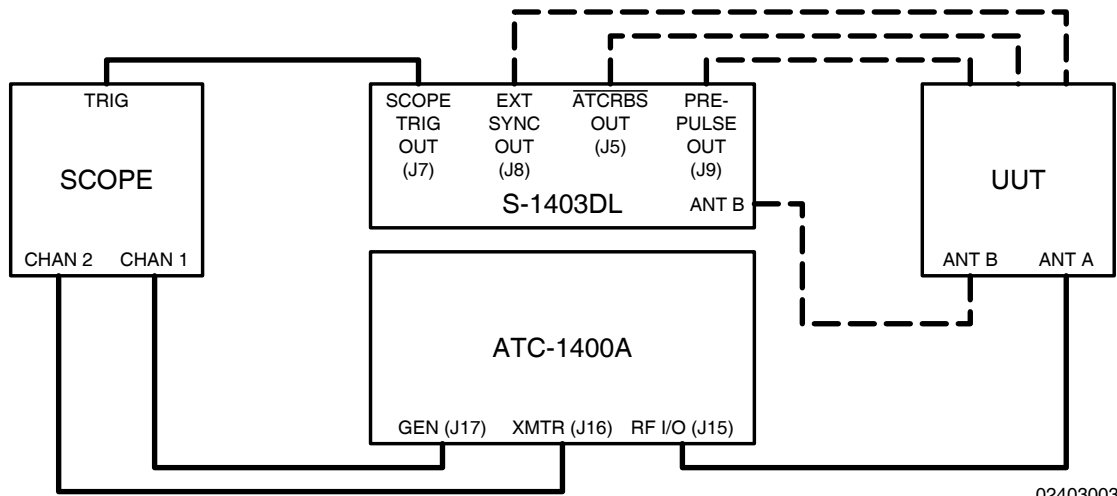 TRIG
SCOPE
CHAN 2 CHAN 1
SCOPE
TRIG
OUT
(J7)
EXT
SYNC
OUT
(J8)
ATCRBS
OUT
(J5)
PRE-
PULSE
OUT
(J9)
S-1403DL
ANT B
UUT
ANT B ANT A
ATC-1400A
GEN (J17) XMTR (J16) RF I/O (J15)
02403003